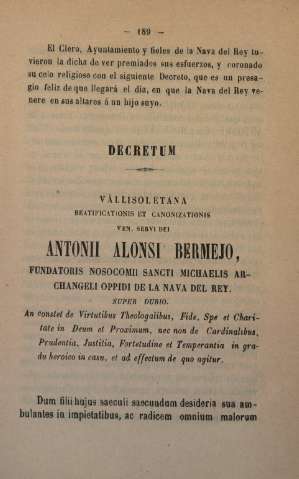 — 189 —
El Clero, Ayuntamiento y fieles de la Nava del Rey tu-
vieron la dicha de ver premiados sus esfuerzos, y coronado
su celo religioso con el siguiente Decreto, que es un presa-
gio feliz de que llegará el dia, en que la Nava del Rey ve-
nere en sus altares á un hijo suyo.
DECRETUM
VALLISOLETANA
BEATIFICATIONIS ET CANONIZATIONIS
VEN. SERVI DEI
ANTONII ALONSI BERMEJO,
FUNDATORIS NOSOCOMII SANCTI MICHAELIS AR-
CHANGELI OPPIDI DE LA NAVA DEL REY.
SUPER DUBIO.
An constet de Virtutibus Theologalibus, Fide, Spe et Chari-
tate in Deum et Proximum, nec non de Cardinalibus,
Prudentia, Justitia, Fortetudine et Temperantia in gra-
du heroico in casu, et ad effectum de quo agitur.
Dum filii hujus saeculi saecundum desideria sua am-
bulantes in impietatibus, ac radicem omnium malorum